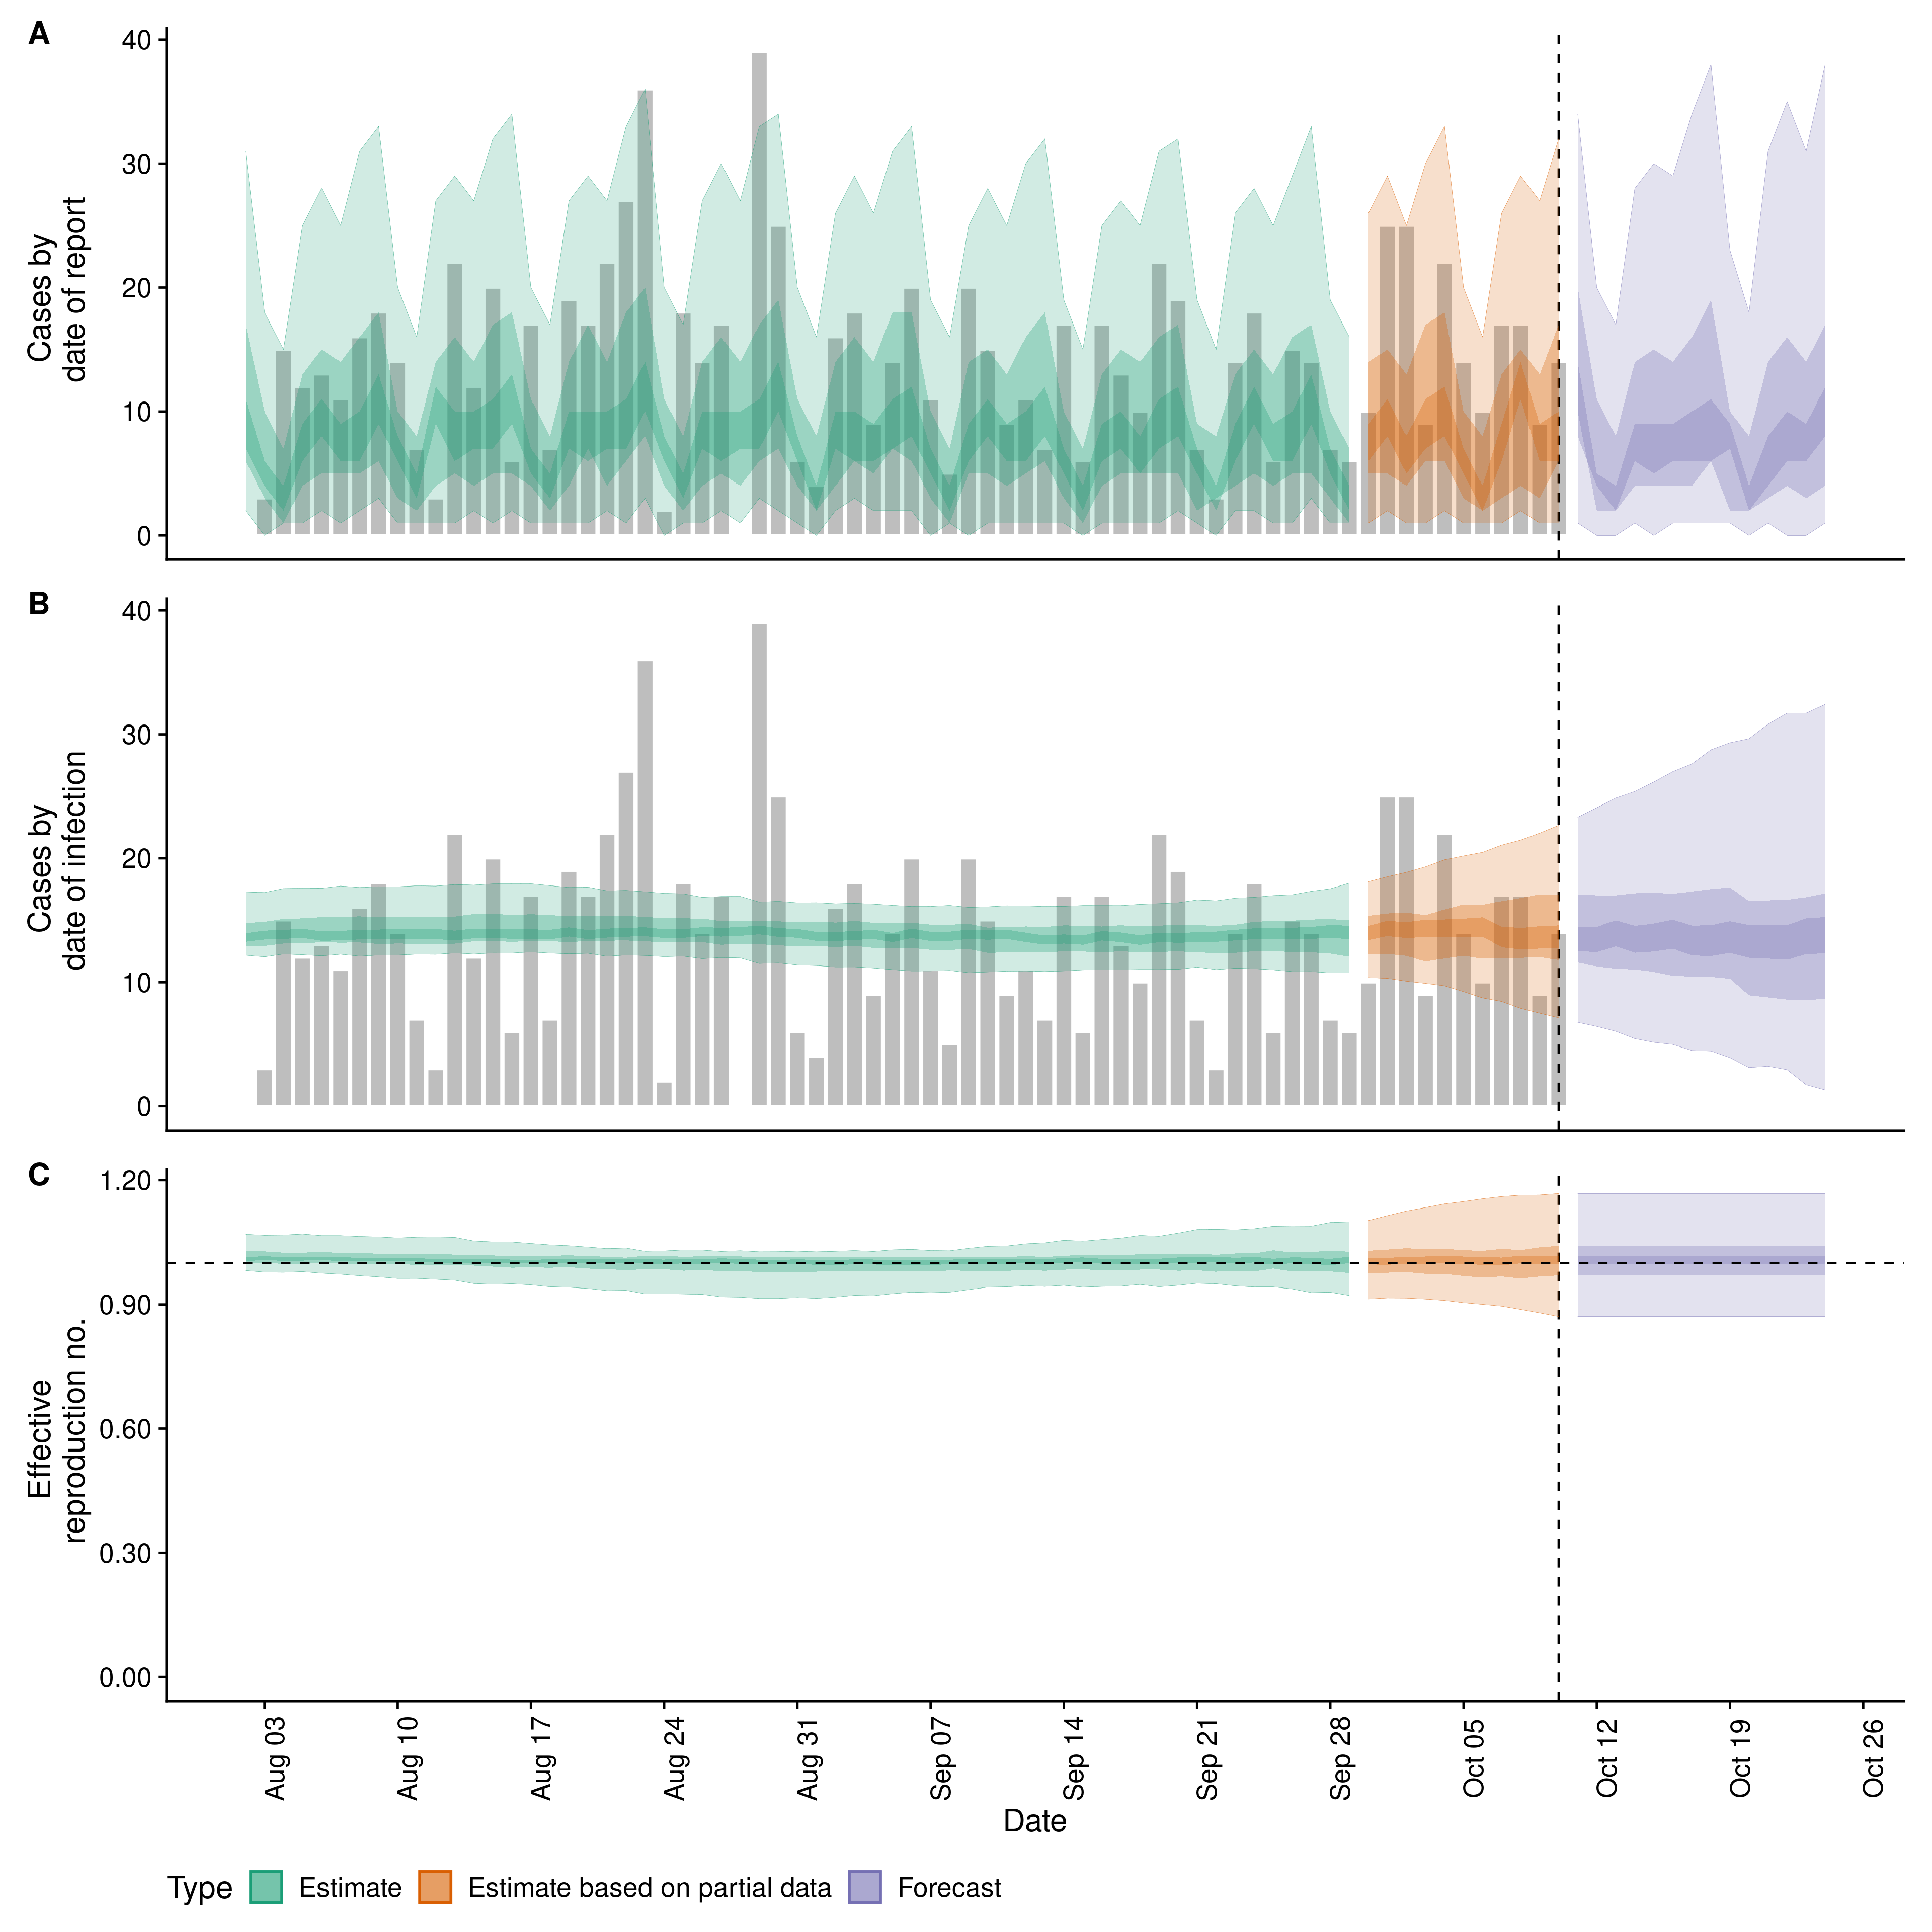 A
40
30
20
10
0
Cases by
date of report
B
40
30
20
10
0
Cases by
date of infection
C
1.20
0.90
0.60
0.30
0.00
Effective
reproduction no.
Aug 03
Aug 10
Aug 17
Aug 24
Aug 31
Sep 07
Sep 14
Sep 21
Sep 28
Oct 05
Oct 12
Oct 19
Oct 26
Date
Type Estimate Estimate based on partial data Forecast